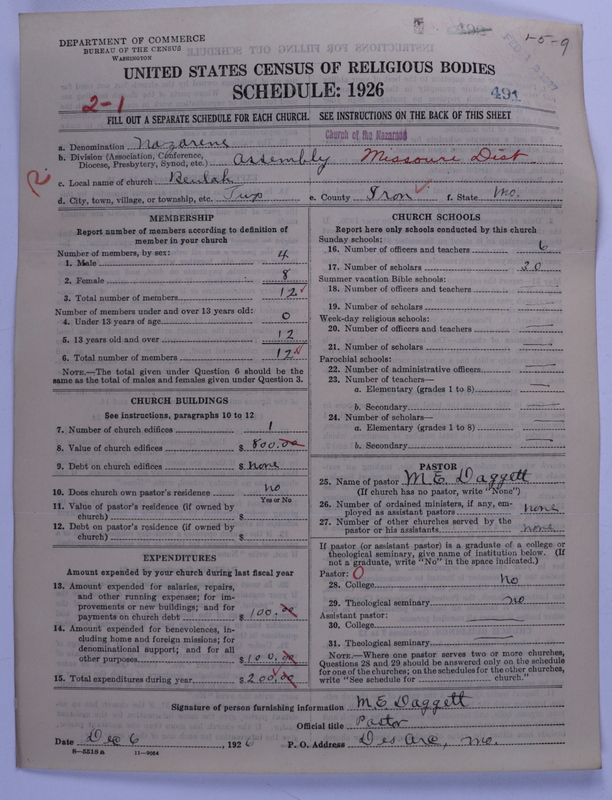 DEPARTMENT OF COMMERCE
BUREAU OF THE CENSUS
WASHINGTON
1-5-9
UNITED STATES CENSUS OF RELIGIOUS BODIES
SCHEDULE: 1926
491
2-1
FILL OUT A SEPARATE SCHEDULE FOR EACH CHURCH. SEE INSTRUCTIONS ON THE BACK OF THIS SHEET
Church of the Nazarene
a. Denomination Nazarene
b. Division (Association, Conference, Diocese, Presbytery, Synod, etc.) Assembly Missouri Dist
c. Local name of church Beulah
d. City, town, village, or township, etc. Twp e. County Iron f. State Mo.
MEMBERSHIP
Report number of members according to definition of
member in your church
Number of members, by sex:
1. Male 4
2. Female 8
3. Total number of members 12
Number of members under and over 13 years old:
4. Under 13 years of age 0
5. 13 years old and over 12
6. Total number of members 12
NOTE.—The total given under Question 6 should be
same as the total of males and females given under Question 3.
CHURCH BUILDINGS
See instructions, paragraphs 10 to 12
7. Number of church edifices 1
8. Value of church edifices $ 800.00
9. Debt on church edifices $ none
10. Does church own pastor's residence no
Yes or No
11. Value of pastor's residence (if owned by
church) $
12. Debt on pastor's residence (if owned by
church) $
EXPENDITURES
Amount expended by your church during last fiscal year
13. Amount expended for salaries, repairs,
and other running expenses; for im-
provements or new buildings; and for
payments on church debt $ 100.00
14. Amount expended for benevolences, in-
cluding home and foreign missions; for
denominational support; and for all
other purposes $ 100.00
15. Total expenditures during year $ 200.00
CHURCH SCHOOLS
Report here only schools conducted by this church
Sunday schools:
16. Number of officers and teachers 6
17. Number of scholars 30
Summer vacation Bible schools:
18. Number of officers and teachers
19. Number of scholars
Week-day religious schools:
20. Number of officers and teachers
21. Number of scholars
Parochial schools:
22. Number of administrative officers
23. Number of teachers—
a. Elementary (grades 1 to 8)
b. Secondary
24. Number of scholars—
a. Elementary (grades 1 to 8)
b. Secondary
PASTOR
25. Name of pastor M. E. Daggett
(If church has no pastor, write "None")
26. Number of ordained ministers, if any, em-
ployed as assistant pastors none
27. Number of other churches served by the
pastor or his assistants none
If pastor (or assistant pastor) is a graduate of a college or
theological seminary, give name of institution below. (If
not a graduate, write "No" in the space indicated.)
Pastor: 0
28. College no
29. Theological seminary no
Assistant pastor:
30. College
31. Theological seminary
NOTE.—Where one pastor serves two or more churches,
Questions 28 and 29 should be answered only on the schedule
for one of the churches; on the schedules for the other churches,
write "See schedule for church."
Signature of person furnishing information M. E. Daggett
Official title Pastor
Date Dec 6, 1926 P. O. Address Des Arc, Mo.
8-5518a 11-9064